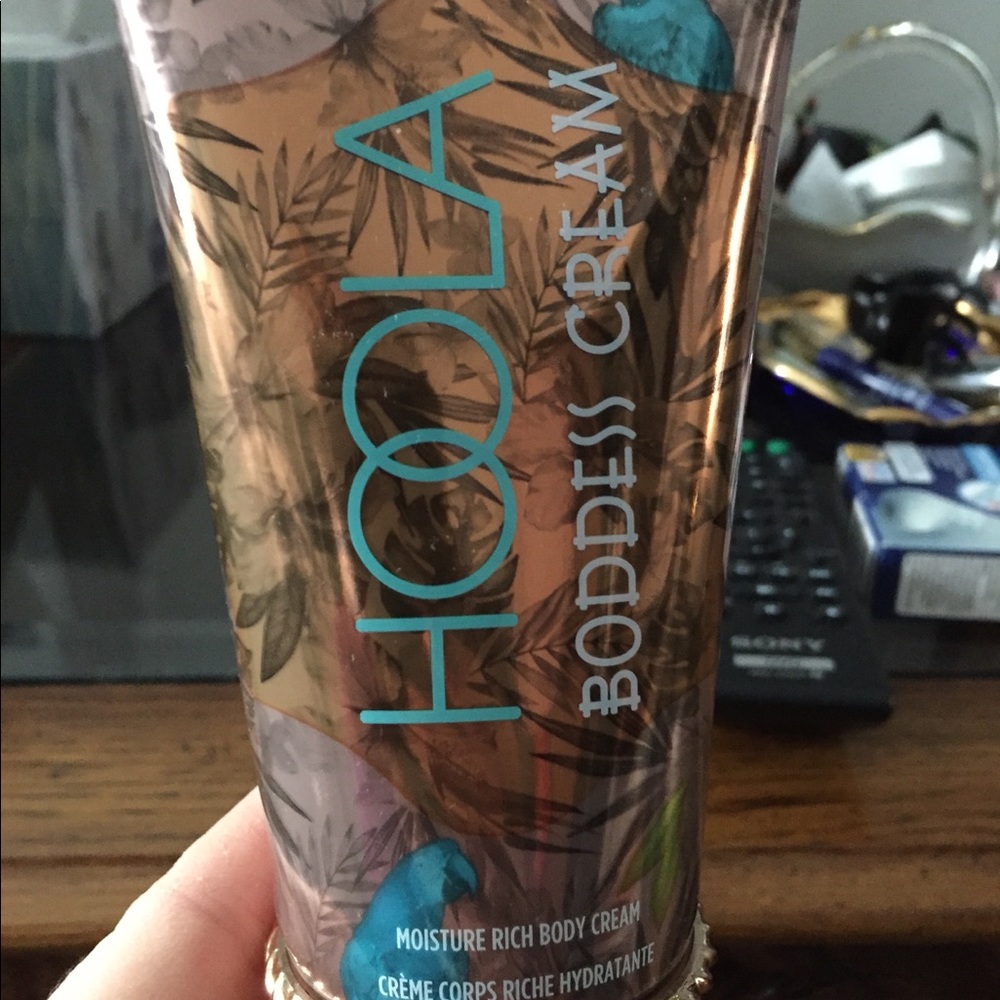 HOOLA
BODDESS CREAM
MOISTURE RICH BODY CREAM
CRÈME CORPS RICHE HYDRATANTE
SONY